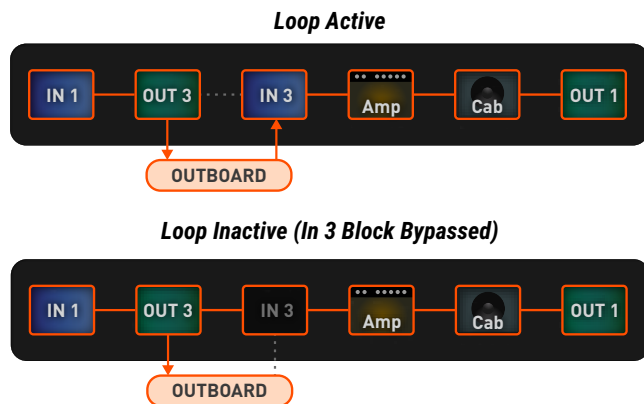 Loop Active
IN 1 OUT 3 IN 3 Amp Cab OUT 1
OUTBOARD
Loop Inactive (In 3 Block Bypassed)
IN 1 OUT 3 IN 3 Amp Cab OUT 1
OUTBOARD